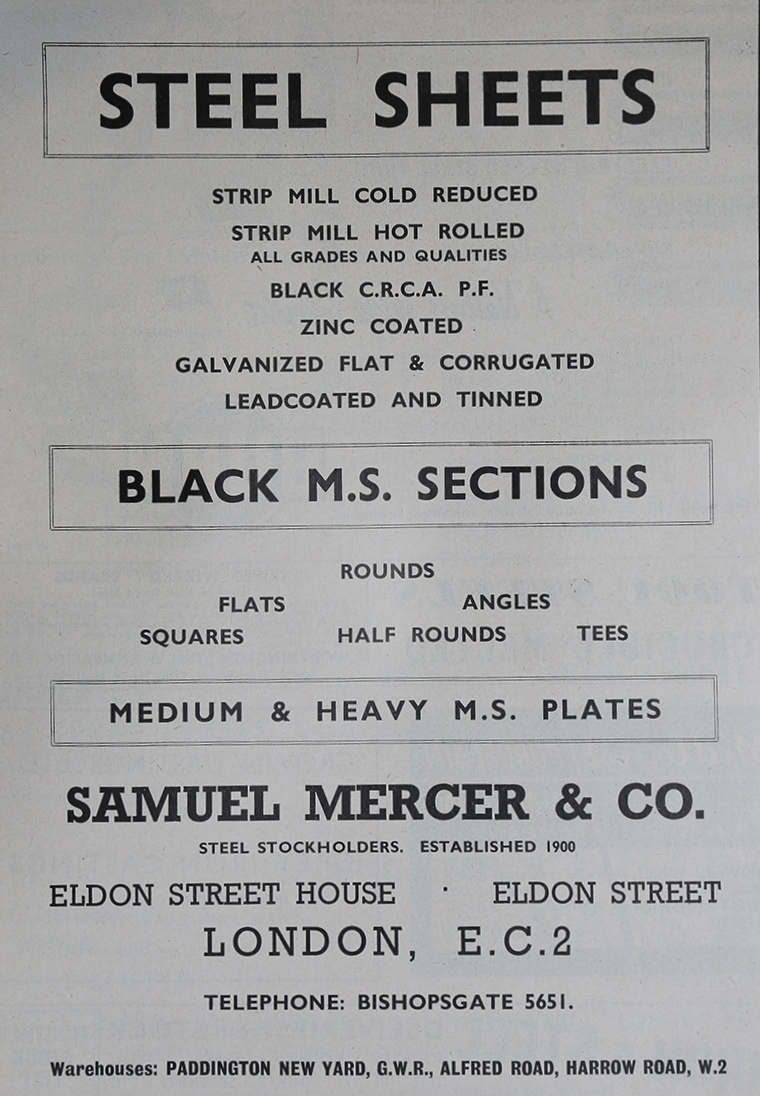 STEEL SHEETS
STRIP MILL COLD REDUCED
STRIP MILL HOT ROLLED
ALL GRADES AND QUALITIES
BLACK C.R.C.A. P.F.
ZINC COATED
GALVANIZED FLAT & CORRUGATED
LEADCOATED AND TINNED
BLACK M.S. SECTIONS
ROUNDS
FLATS ANGLES
SQUARES HALF ROUNDS TEES
MEDIUM & HEAVY M.S. PLATES
SAMUEL MERCER & CO.
STEEL STOCKHOLDERS. ESTABLISHED 1900
ELDON STREET HOUSE · ELDON STREET
LONDON, E.C.2
TELEPHONE: BISHOPSGATE 5651.
Warehouses: PADDINGTON NEW YARD, G.W.R., ALFRED ROAD, HARROW ROAD, W.2